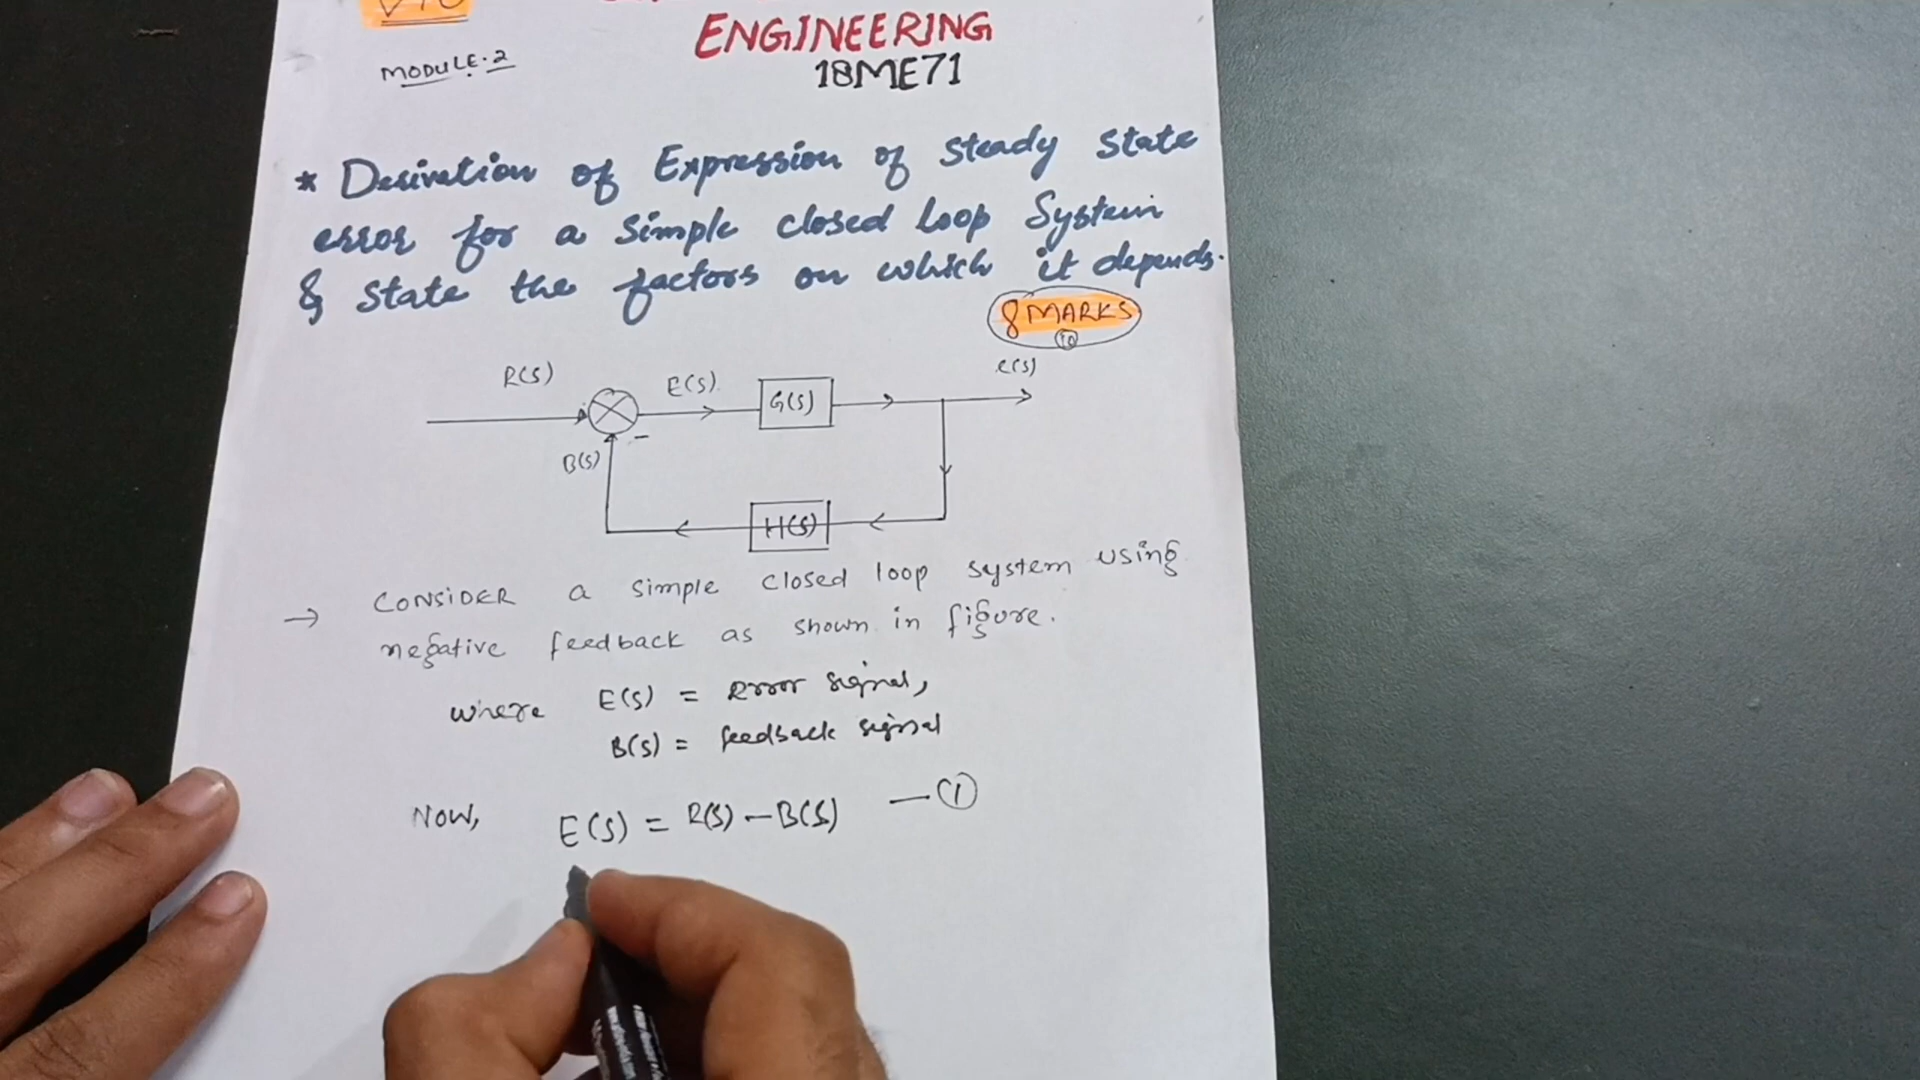 MODULE-2
ENGINEERING
18ME71
* Derivation of Expression of Steady State
error for a simple closed loop System
& state the factors on which it depends.
8 MARKS
10
R(S)
E(S)
G(S)
C(S)
B(S)
-
H(S)
→ CONSiDER a simple closed loop system using
negative feedback as shown in figure.
where E(S) = Error signal,
B(S) = feedback signal
Now, E(S) = R(S) - B(S) — 1